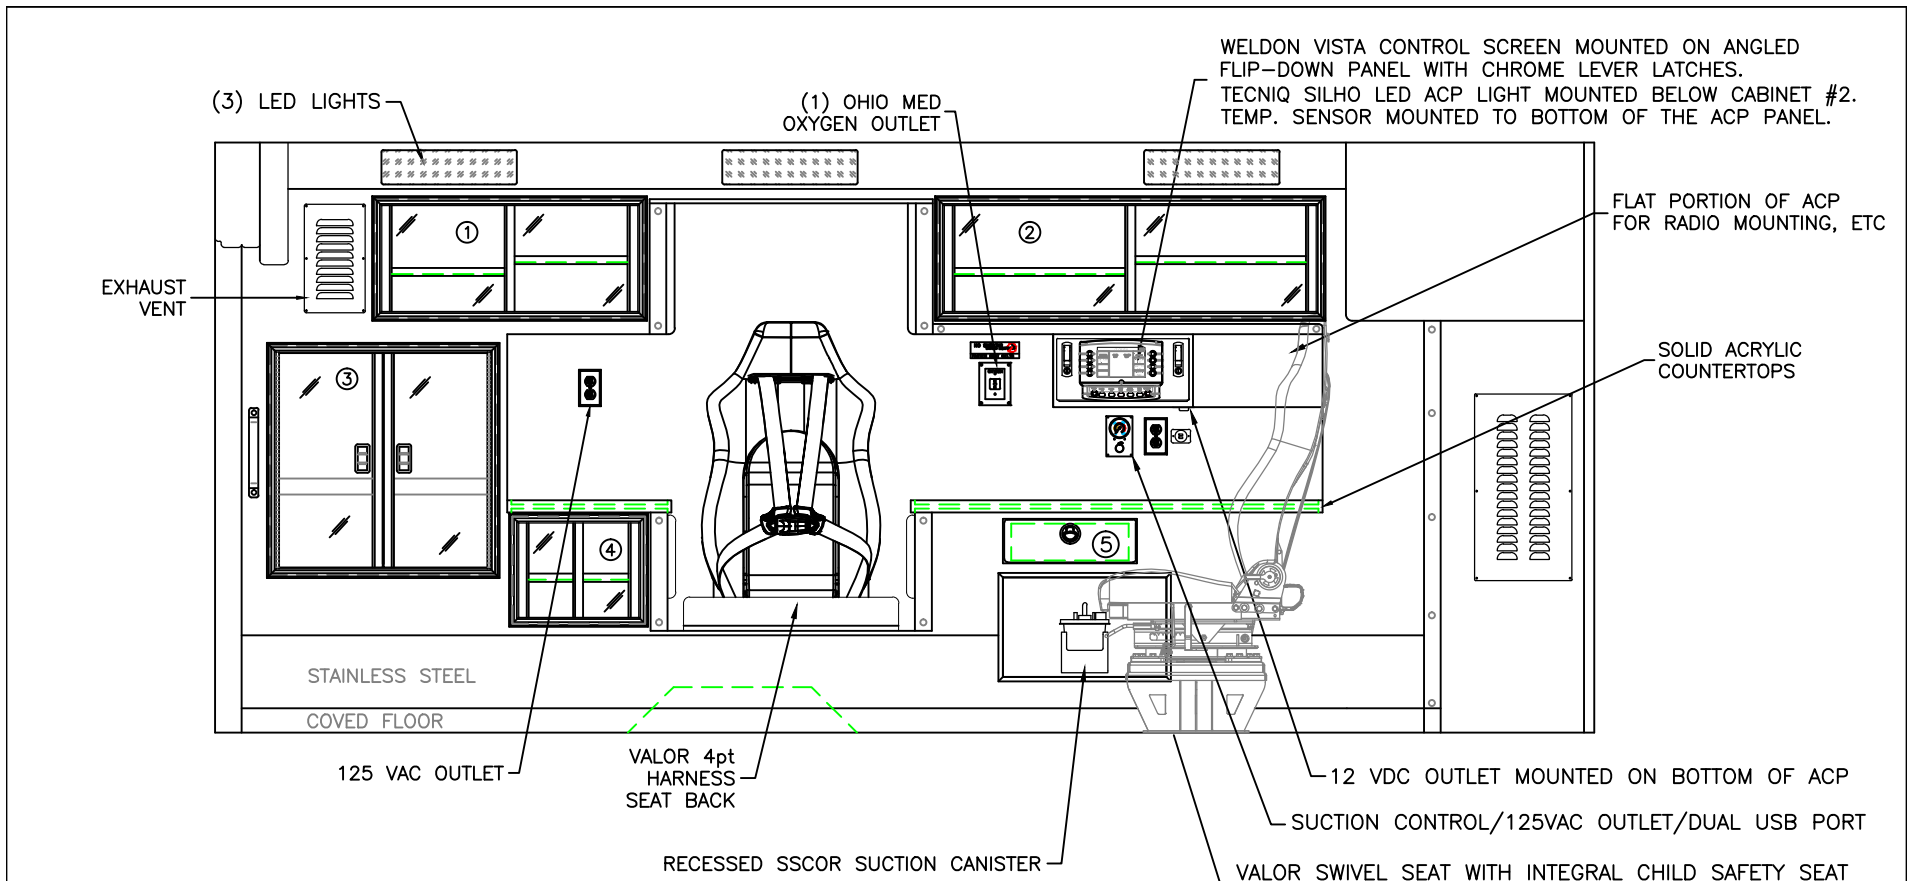 WELDON VISTA CONTROL SCREEN MOUNTED ON ANGLED
FLIP-DOWN PANEL WITH CHROME LEVER LATCHES.
TECNIQ SILHO LED ACP LIGHT MOUNTED BELOW CABINET #2.
TEMP. SENSOR MOUNTED TO BOTTOM OF THE ACP PANEL.
(3) LED LIGHTS
(1) OHIO MED
OXYGEN OUTLET
FLAT PORTION OF ACP
FOR RADIO MOUNTING, ETC
1
2
EXHAUST
VENT
SOLID ACRYLIC
COUNTERTOPS
3
4
5
STAINLESS STEEL
COVED FLOOR
125 VAC OUTLET
VALOR 4pt
HARNESS
SEAT BACK
12 VDC OUTLET MOUNTED ON BOTTOM OF ACP
SUCTION CONTROL/125VAC OUTLET/DUAL USB PORT
RECESSED SSCOR SUCTION CANISTER
VALOR SWIVEL SEAT WITH INTEGRAL CHILD SAFETY SEAT